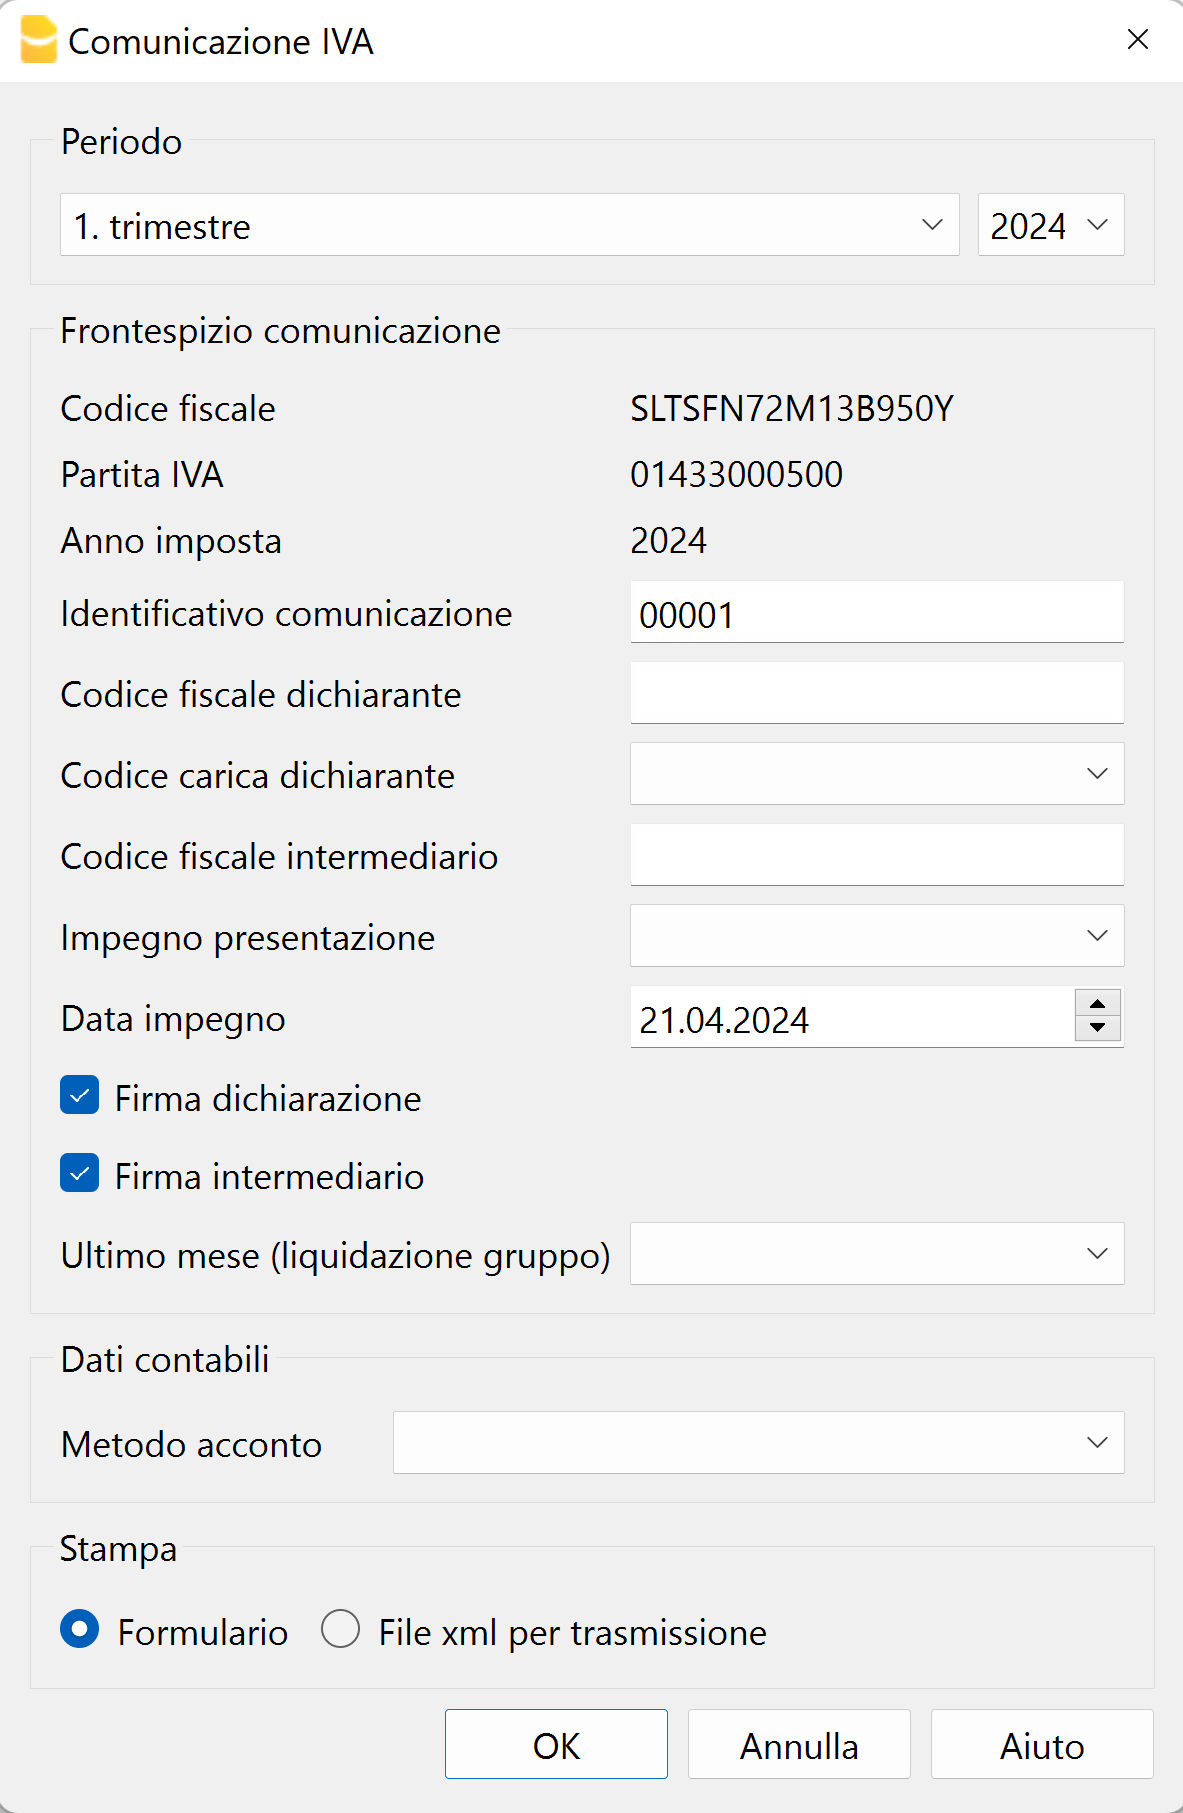 Comunicazione IVA
Periodo
1. trimestre 2024
Frontespizio comunicazione
Codice fiscale SLTSFN72M13B950Y
Partita IVA 01433000500
Anno imposta 2024
Identificativo comunicazione 00001
Codice fiscale dichiarante
Codice carica dichiarante
Codice fiscale intermediario
Impegno presentazione
Data impegno 21.04.2024
Firma dichiarazione
Firma intermediario
Ultimo mese (liquidazione gruppo)
Dati contabili
Metodo acconto
Stampa
Formulario File xml per trasmissione
OK Annulla Aiuto